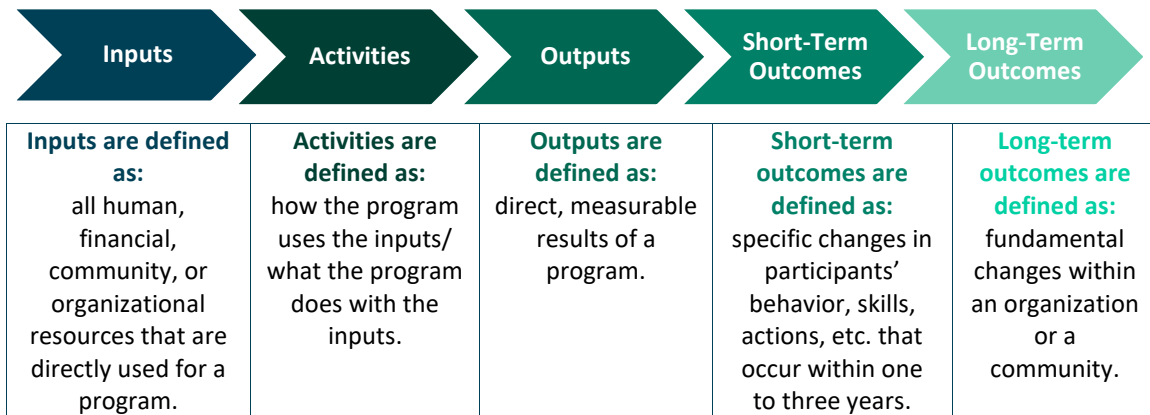 Inputs
Activities
Outputs
Short-Term
Outcomes
Long-Term
Outcomes
Inputs are defined
as:
all human,
financial,
community, or
organizational
resources that are
directly used for a
program.
Activities are
defined as:
how the program
uses the inputs/
what the program
does with the
inputs.
Outputs are
defined as:
direct, measurable
results of a
program.
Short-term
outcomes are
defined as:
specific changes in
participants’
behavior, skills,
actions, etc. that
occur within one
to three years.
Long-term
outcomes are
defined as:
fundamental
changes within
an organization
or a
community.